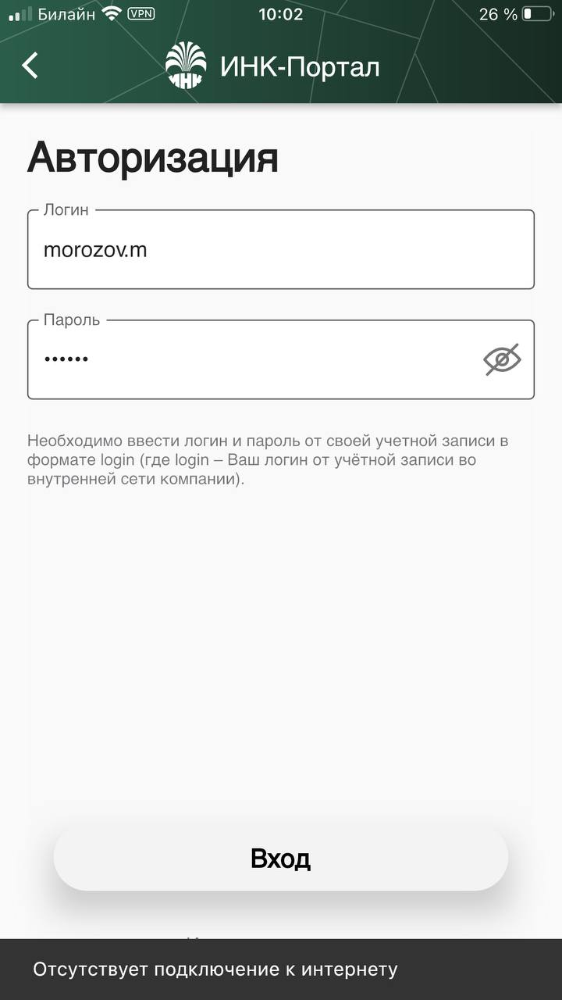 Билайн VPN 10:02 26 %
ИНК ИНК-Портал
Авторизация
Логин
morozov.m
Пароль
••••••
Необходимо ввести логин и пароль от своей учетной записи в
формате login (где login – Ваш логин от учётной записи во
внутренней сети компании).
Вход
Отсутствует подключение к интернету